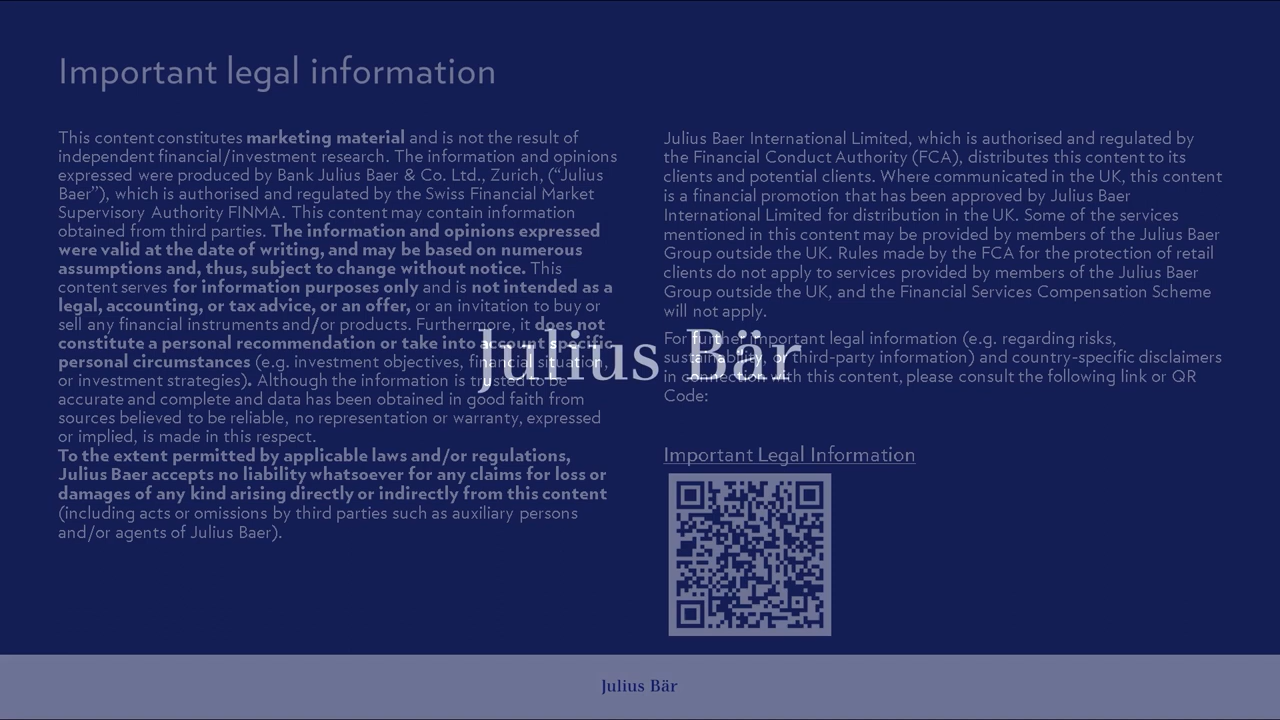 Important legal information
This content constitutes marketing material and is not the result of
independent financial/investment research. The information and opinions
expressed were produced by Bank Julius Baer & Co. Ltd., Zurich, (“Julius
Baer”), which is authorised and regulated by the Swiss Financial Market
Supervisory Authority FINMA. This content may contain information
obtained from third parties. The information and opinions expressed
were valid at the date of writing, and may be based on numerous
assumptions and, thus, subject to change without notice. This
content serves for information purposes only and is not intended as a
legal, accounting, or tax advice, or an offer, or an invitation to buy or
sell any financial instruments and/or products. Furthermore, it does not
constitute a personal recommendation or take into account specific
personal circumstances (e.g. investment objectives, financial situation,
or investment strategies). Although the information is trusted to be
accurate and complete and data has been obtained in good faith from
sources believed to be reliable, no representation or warranty, expressed
or implied, is made in this respect.
To the extent permitted by applicable laws and/or regulations,
Julius Baer accepts no liability whatsoever for any claims for loss or
damages of any kind arising directly or indirectly from this content
(including acts or omissions by third parties such as auxiliary persons
and/or agents of Julius Baer).
Julius Baer International Limited, which is authorised and regulated by
the Financial Conduct Authority (FCA), distributes this content to its
clients and potential clients. Where communicated in the UK, this content
is a financial promotion that has been approved by Julius Baer
International Limited for distribution in the UK. Some of the services
mentioned in this content may be provided by members of the Julius Baer
Group outside the UK. Rules made by the FCA for the protection of retail
clients do not apply to services provided by members of the Julius Baer
Group outside the UK, and the Financial Services Compensation Scheme
will not apply.
For further important legal information (e.g. regarding risks,
sustainability, or third-party information) and country-specific disclaimers
in connection with this content, please consult the following link or QR
Code:
Important Legal Information
Julius Bär
Julius Bär